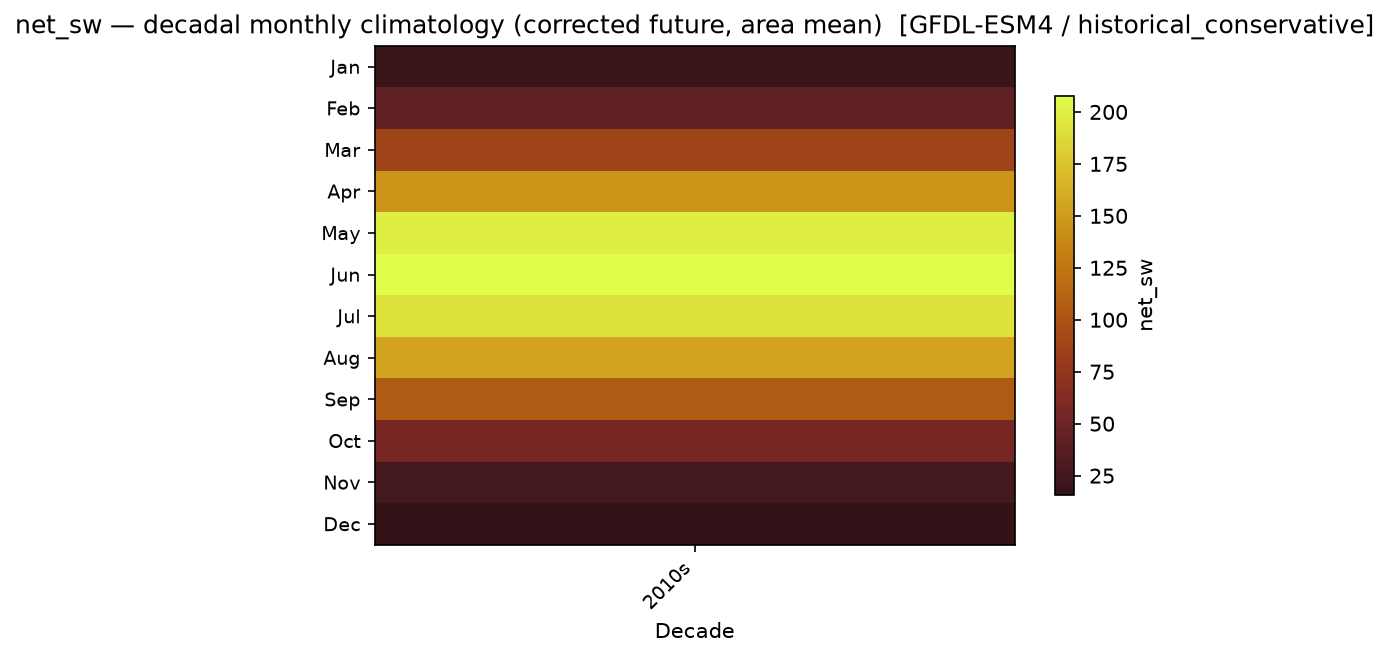 net_sw — decadal monthly climatology (corrected future, area mean)  [GFDL-ESM4 / historical_conservative]
Jan
Feb
Mar
Apr
May
Jun
Jul
Aug
Sep
Oct
Nov
Dec
2010s
Decade
200
175
150
125
100
75
50
25
net_sw